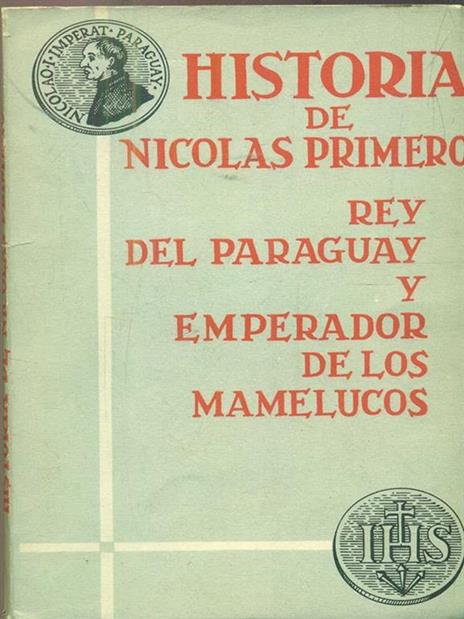 NICOLAO·I·IMPERAT·PARAGUAY·
HISTORIA
DE
NICOLAS PRIMERO
REY
DEL PARAGUAY
Y
EMPERADOR
DE LOS
MAMELUCOS
IHS